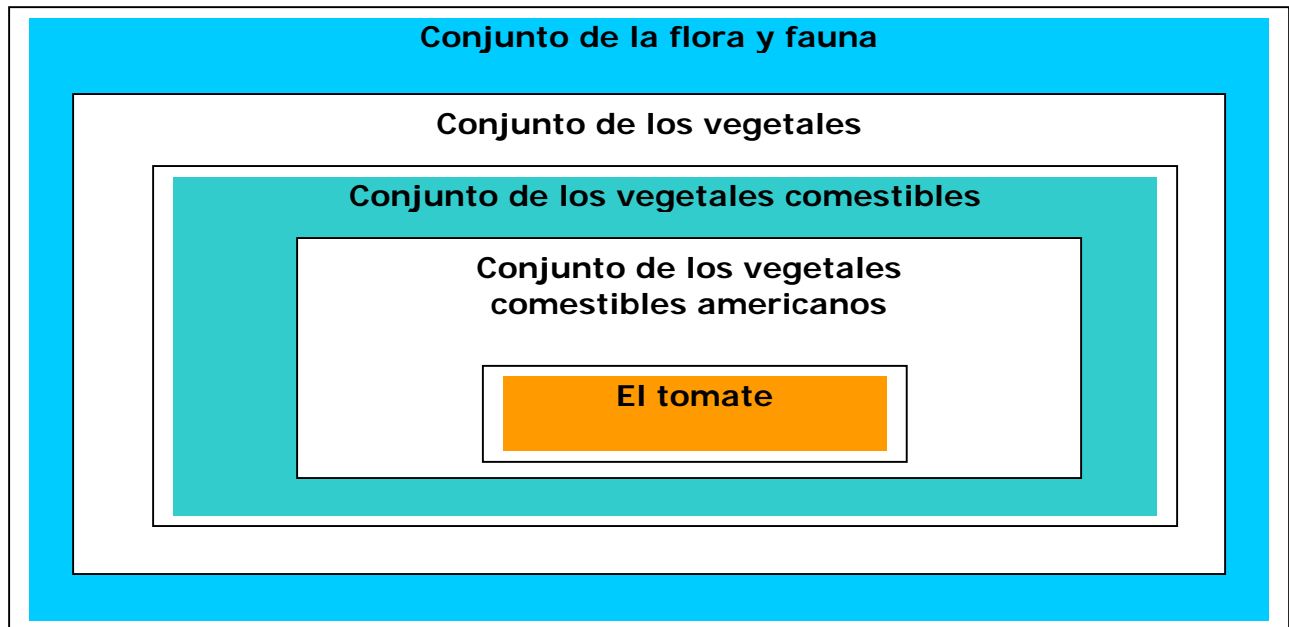 Conjunto de la flora y fauna
Conjunto de los vegetales
Conjunto de los vegetales comestibles
Conjunto de los vegetales
comestibles americanos
El tomate